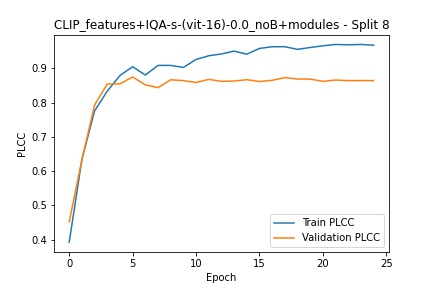 CLIP_features+IQA-s-(vit-16)-0.0_noB+modules - Split 8
PLCC
0.9
0.8
0.7
0.6
0.5
0.4
Train PLCC
Validation PLCC
0 5 10 15 20 25
Epoch